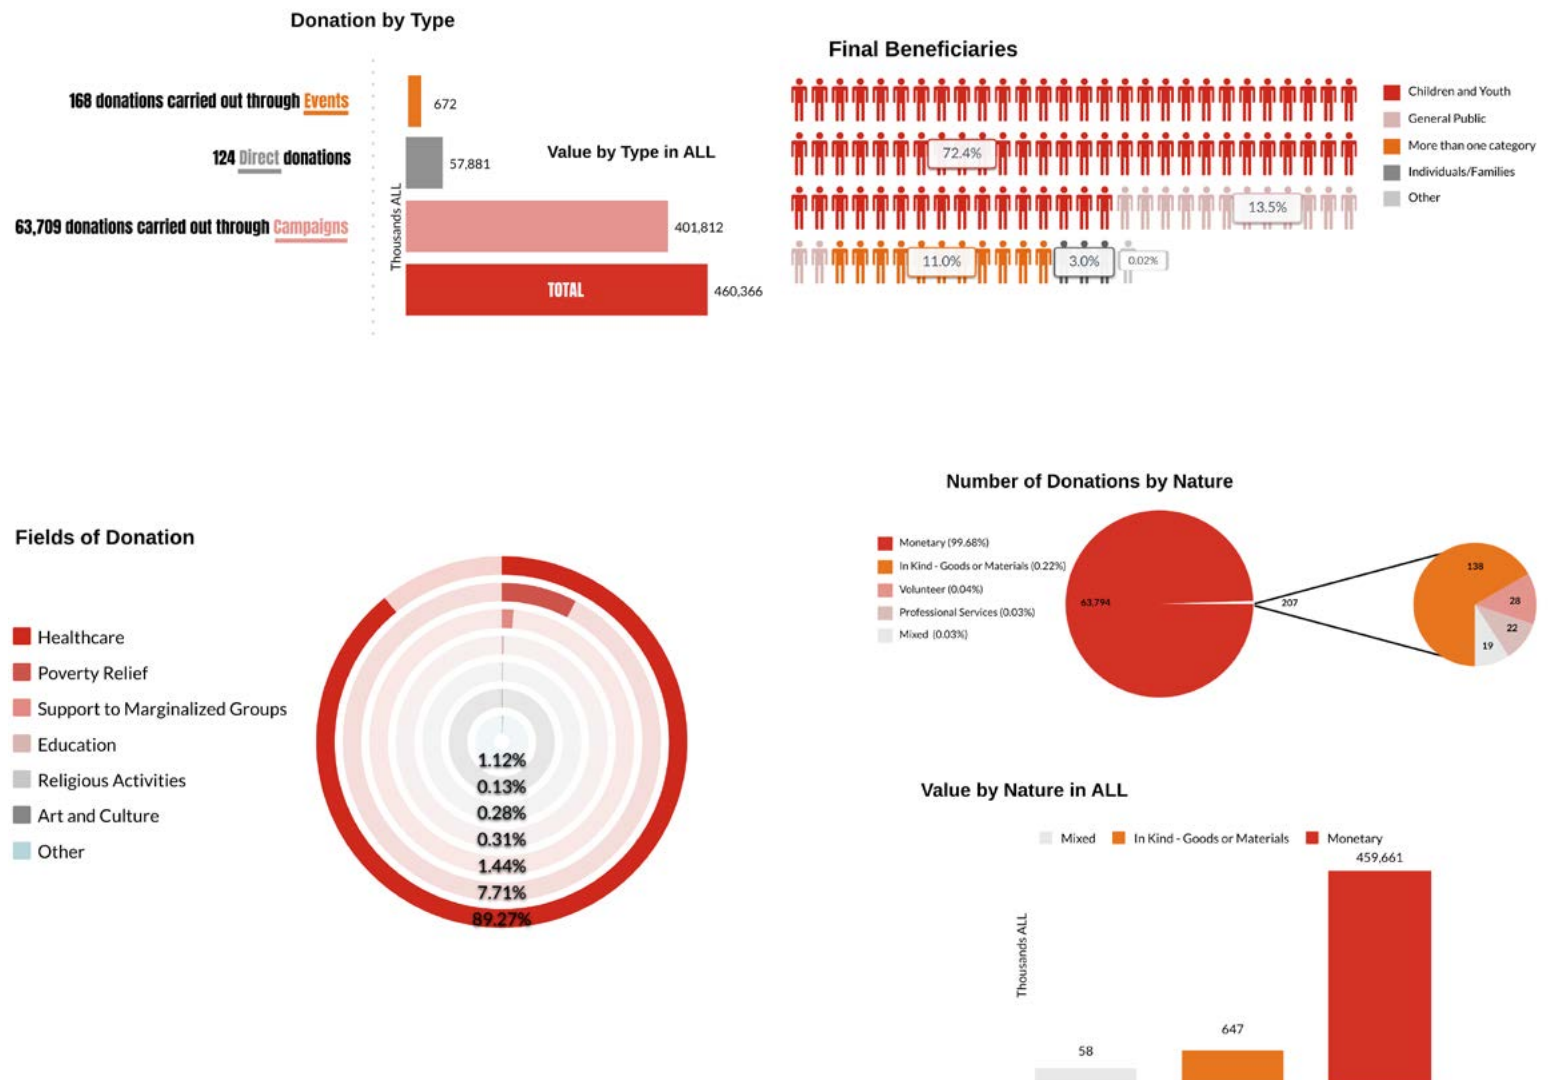 Donation by Type
168 donations carried out through Events
124 Direct donations
63,709 donations carried out through Campaigns
Thousands ALL
Value by Type in ALL
672
57,881
401,812
TOTAL
460,366
Final Beneficiaries
72.4%
13.5%
11.0%
3.0%
0.02%
Children and Youth
General Public
More than one category
Individuals/Families
Other
Fields of Donation
Healthcare
Poverty Relief
Support to Marginalized Groups
Education
Religious Activities
Art and Culture
Other
1.12%
0.13%
0.28%
0.31%
1.44%
7.71%
89.27%
Number of Donations by Nature
Monetary (99.68%)
In Kind - Goods or Materials (0.22%)
Volunteer (0.04%)
Professional Services (0.03%)
Mixed (0.03%)
63,794
207
138
28
22
19
Value by Nature in ALL
Mixed
In Kind - Goods or Materials
Monetary
Thousands ALL
459,661
647
58